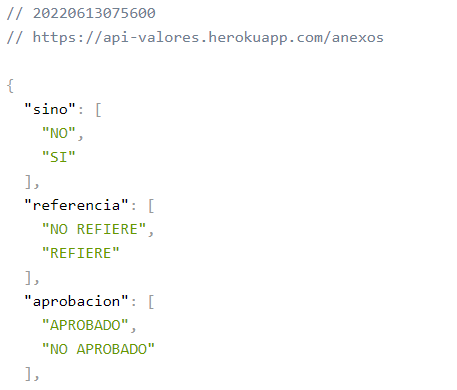 // 20220613075600
// https://api-valores.herokuapp.com/anexos
{
"sino": [
"NO",
"SI"
],
"referencia": [
"NO REFIERE",
"REFIERE"
],
"aprobacion": [
"APROBADO",
"NO APROBADO"
],